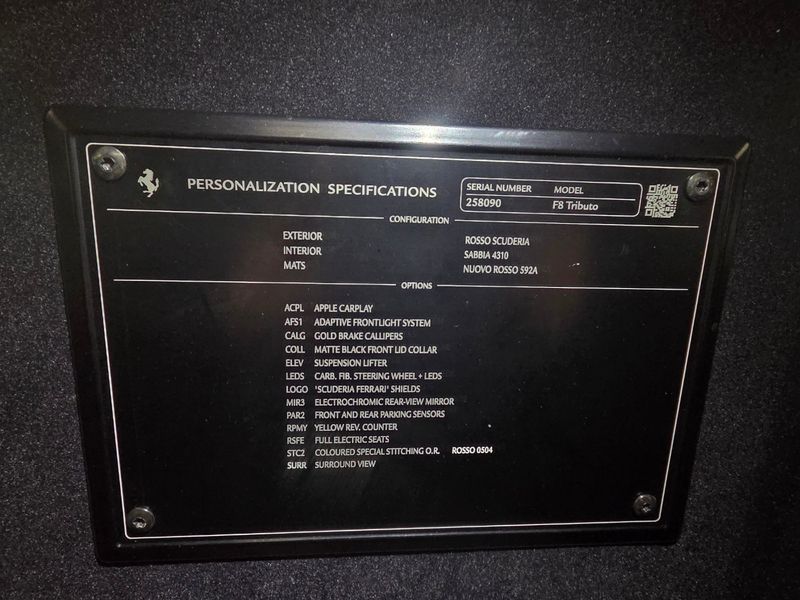 PERSONALIZATION SPECIFICATIONS
SERIAL NUMBER MODEL
258090 F8 Tributo
CONFIGURATION
EXTERIOR ROSSO SCUDERIA
INTERIOR SABBIA 4310
MATS NUOVO ROSSO 592A
OPTIONS
ACPL APPLE CARPLAY
AFS1 ADAPTIVE FRONTLIGHT SYSTEM
CALG GOLD BRAKE CALLIPERS
COLL MATTE BLACK FRONT LID COLLAR
ELEV SUSPENSION LIFTER
LEDS CARB. FIB. STEERING WHEEL + LEDS
LOGO 'SCUDERIA FERRARI' SHIELDS
MIR3 ELECTROCHROMIC REAR-VIEW MIRROR
PAR2 FRONT AND REAR PARKING SENSORS
RPMY YELLOW REV. COUNTER
RSFE FULL ELECTRIC SEATS
STC2 COLOURED SPECIAL STITCHING O.R. ROSSO 0504
SURR SURROUND VIEW